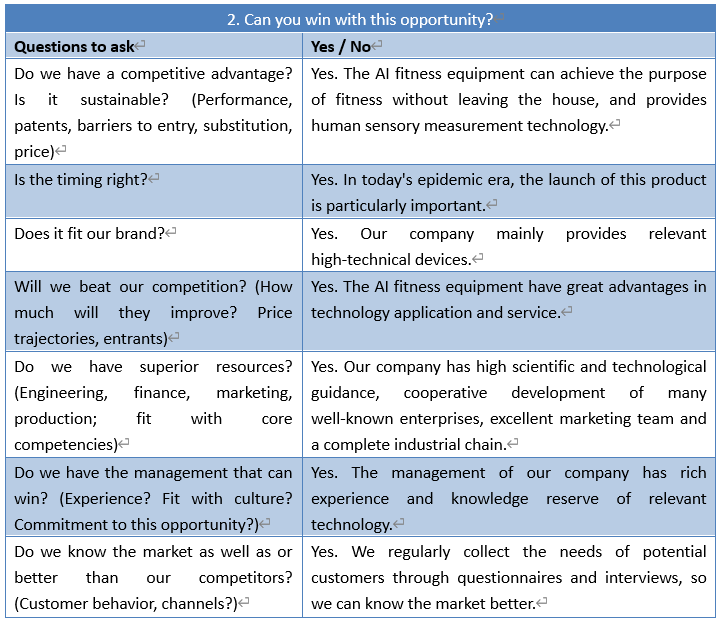 2. Can you win with this opportunity?
Questions to ask
Yes / No
Do we have a competitive advantage?
Is it sustainable? (Performance,
patents, barriers to entry, substitution,
price)
Yes. The AI fitness equipment can achieve the purpose
of fitness without leaving the house, and provides
human sensory measurement technology.
Is the timing right?
Yes. In today's epidemic era, the launch of this product
is particularly important.
Does it fit our brand?
Yes. Our company mainly provides relevant
high-technical devices.
Will we beat our competition? (How
much will they improve? Price
trajectories, entrants)
Yes. The AI fitness equipment have great advantages in
technology application and service.
Do we have superior resources?
(Engineering, finance, marketing,
production; fit with core
competencies)
Yes. Our company has high scientific and technological
guidance, cooperative development of many
well-known enterprises, excellent marketing team and
a complete industrial chain.
Do we have the management that can
win? (Experience? Fit with culture?
Commitment to this opportunity?)
Yes. The management of our company has rich
experience and knowledge reserve of relevant
technology.
Do we know the market as well as or
better than our competitors?
(Customer behavior, channels?)
Yes. We regularly collect the needs of potential
customers through questionnaires and interviews, so
we can know the market better.